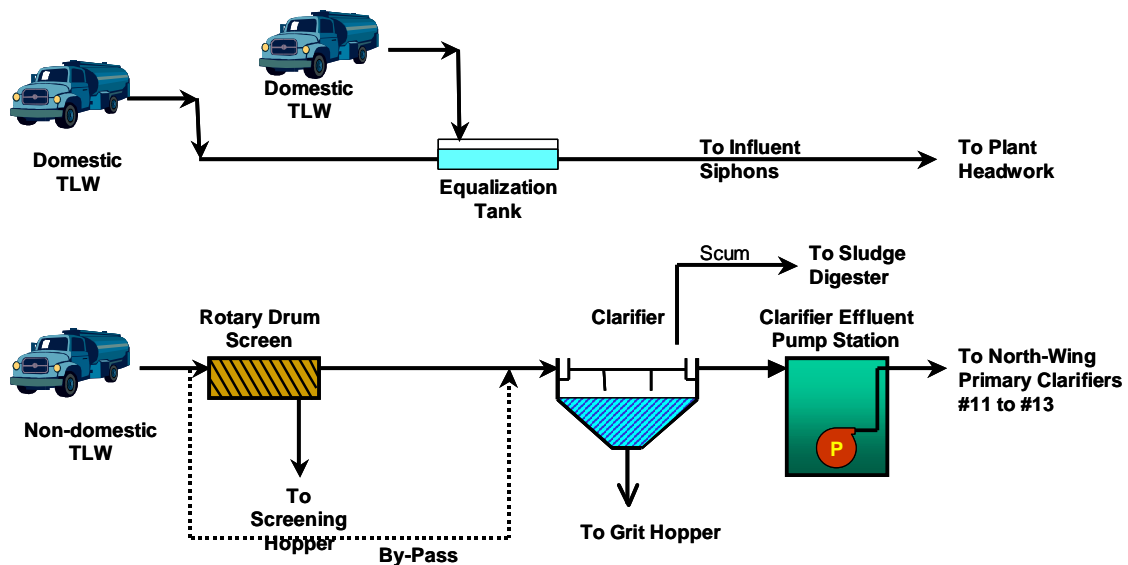 Domestic
TLW
Domestic
TLW
Equalization
Tank
To Influent
Siphons
To Plant
Headwork
Scum
To Sludge
Digester
Rotary Drum
Screen
Clarifier
Clarifier Effluent
Pump Station
To North-Wing
Primary Clarifiers
#11 to #13
Non-domestic
TLW
P
To
Screening
Hopper
To Grit Hopper
By-Pass